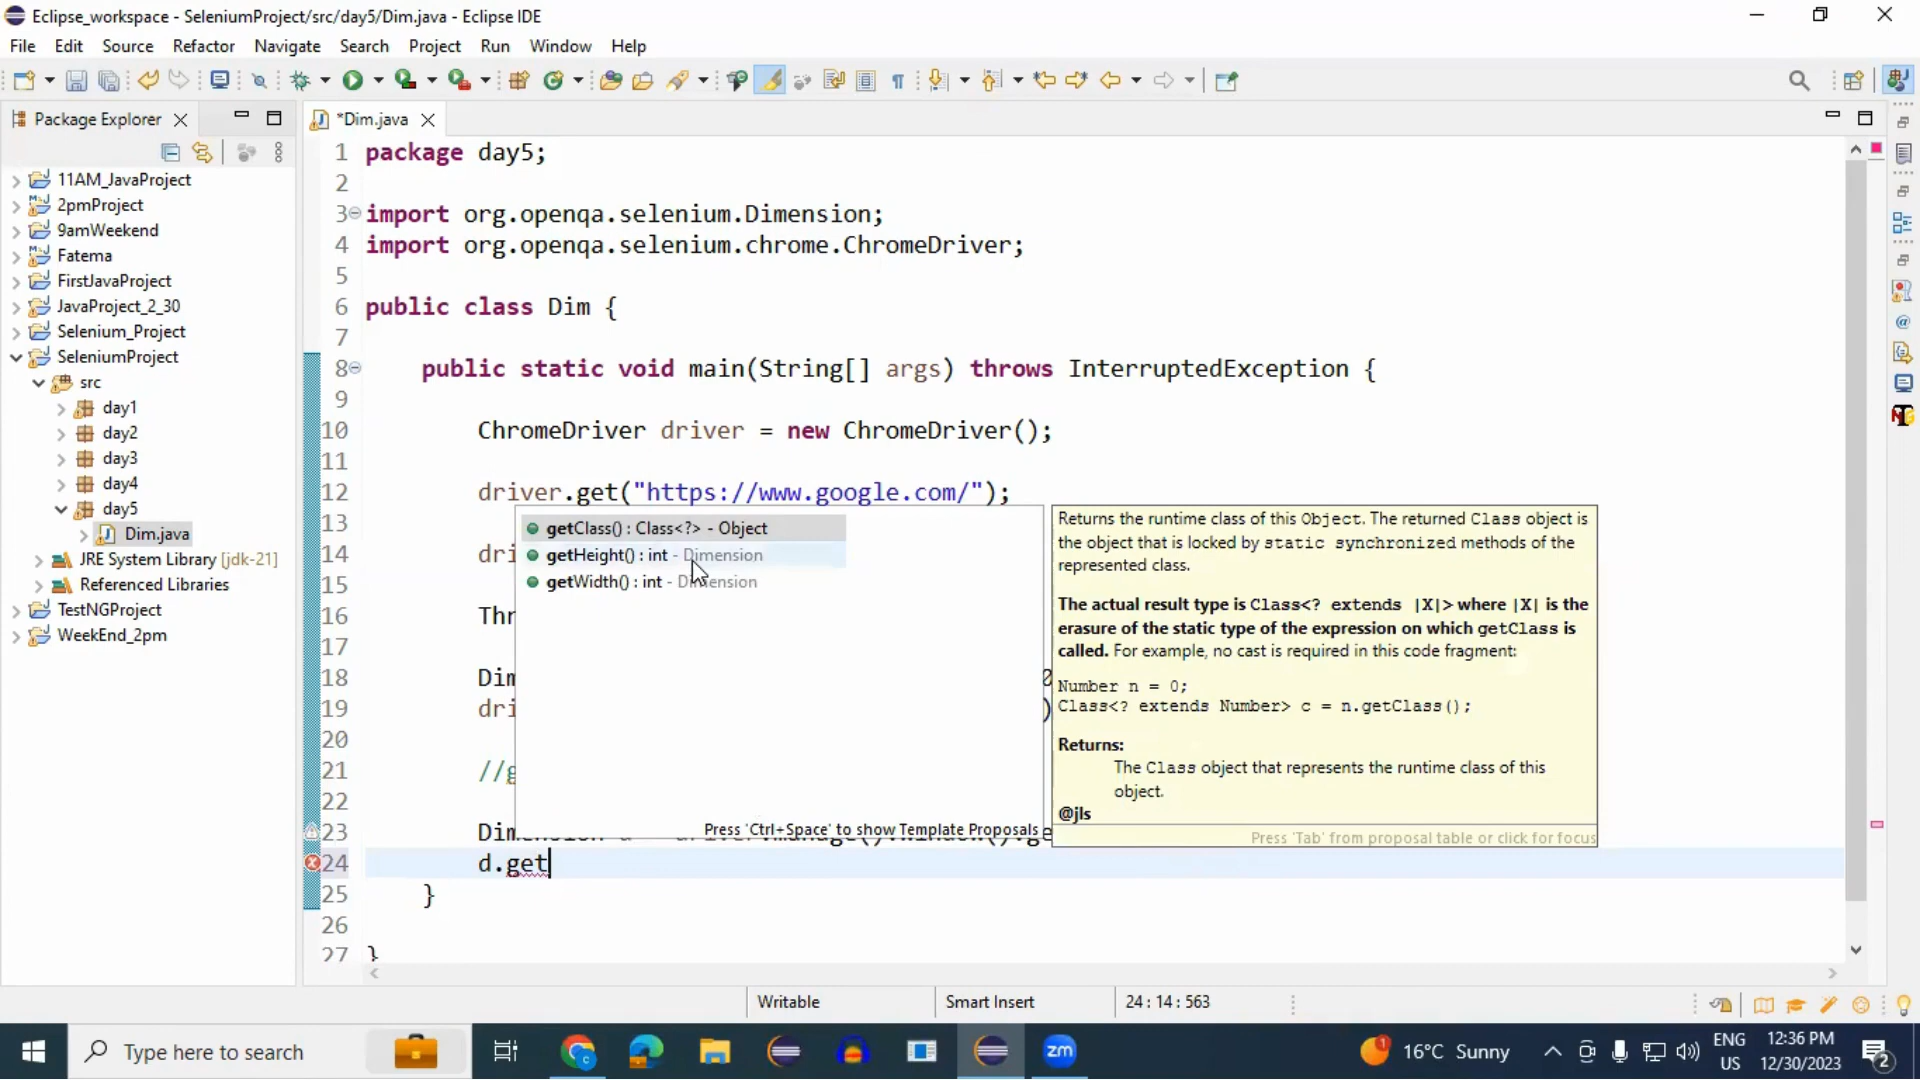 Eclipse_workspace - SeleniumProject/src/day5/Dim.java - Eclipse IDE
File Edit Source Refactor Navigate Search Project Run Window Help
Package Explorer
*Dim.java
11AM_JavaProject
2pmProject
9amWeekend
Fatema
FirstJavaProject
JavaProject_2_30
Selenium_Project
SeleniumProject
src
day1
day2
day3
day4
day5
Dim.java
JRE System Library [jdk-21]
Referenced Libraries
TestNGProject
WeekEnd_2pm
1 package day5;
2
3 import org.openqa.selenium.Dimension;
4 import org.openqa.selenium.chrome.ChromeDriver;
5
6 public class Dim {
7
8 public static void main(String[] args) throws InterruptedException {
9
10 ChromeDriver driver = new ChromeDriver();
11
12 driver.get("https://www.google.com/");
13
14 dri
15
16 Thr
17
18 Dim 0
19 dri )
20
21 //g
22
23 Dim
24 d.get
25 }
26
27 }
getClass() : Class<?> - Object
getHeight() : int - Dimension
getWidth() : int - Dimension
Press 'Ctrl+Space' to show Template Proposals
Returns the runtime class of this Object. The returned Class object is
the object that is locked by static synchronized methods of the
represented class.
The actual result type is Class<? extends |X|> where |X| is the
erasure of the static type of the expression on which getClass is
called. For example, no cast is required in this code fragment:
Number n = 0;
Class<? extends Number> c = n.getClass();
Returns:
The Class object that represents the runtime class of this
object.
@jls
Press 'Tab' from proposal table or click for focus
Writable Smart Insert 24 : 14 : 563
Type here to search
zm
16°C Sunny
ENG
US
12:36 PM
12/30/2023
2